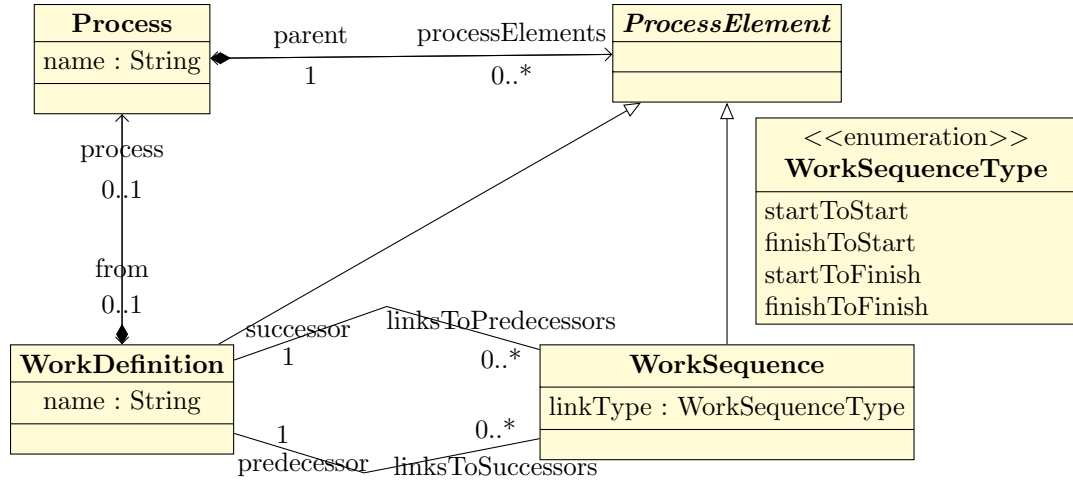 Process
name : String
parent
processElements
1
0..*
ProcessElement
process
0..1
from
0..1
<<enumeration>>
WorkSequenceType
startToStart
finishToStart
startToFinish
finishToFinish
successor
linksToPredecessors
1
0..*
WorkDefinition
name : String
WorkSequence
linkType : WorkSequenceType
1
0..*
predecessor
linksToSuccessors